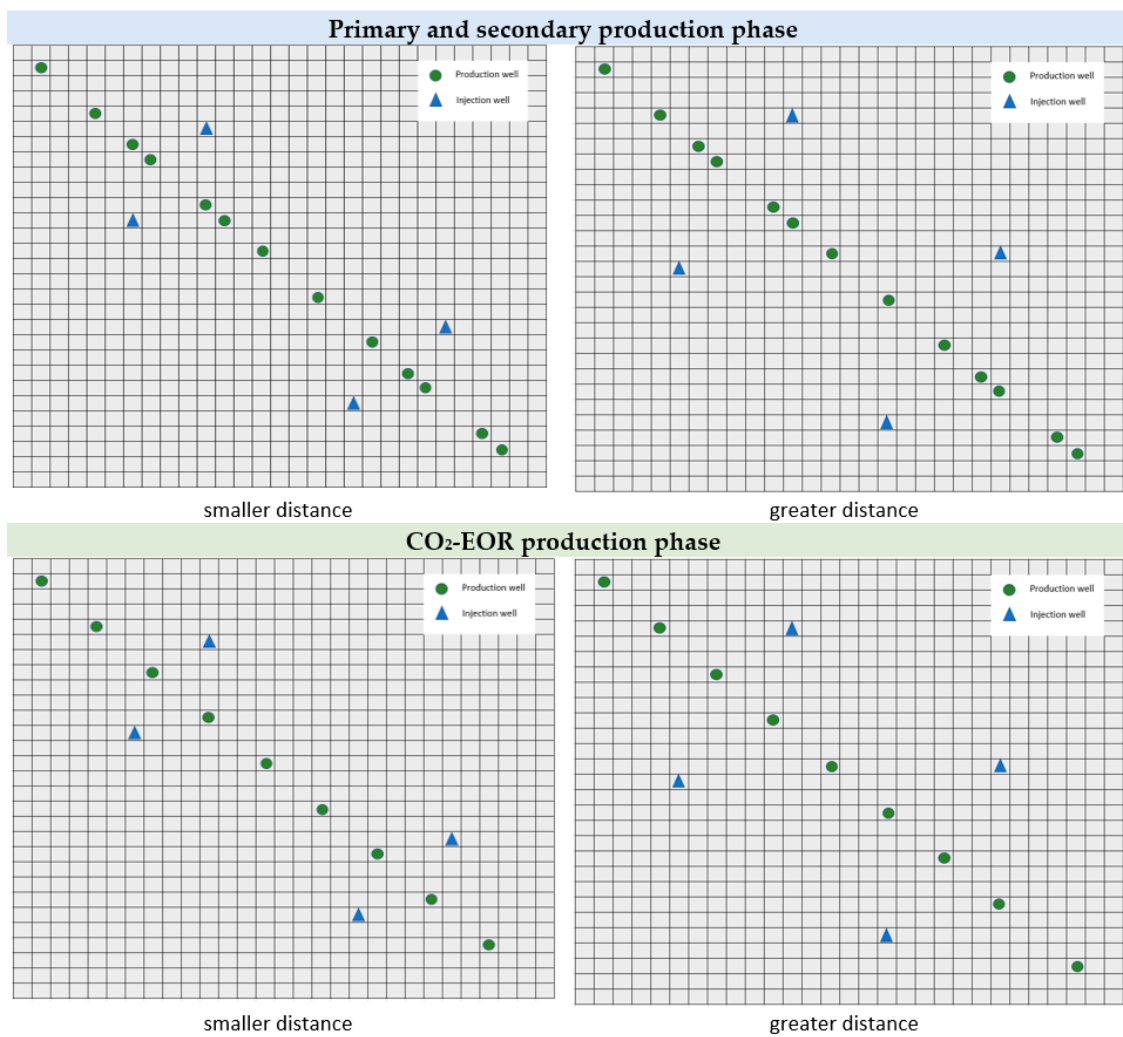 Primary and secondary production phase
Production well
Injection well
Production well
Injection well
smaller distance
greater distance
CO₂-EOR production phase
Production well
Injection well
Production well
Injection well
smaller distance
greater distance